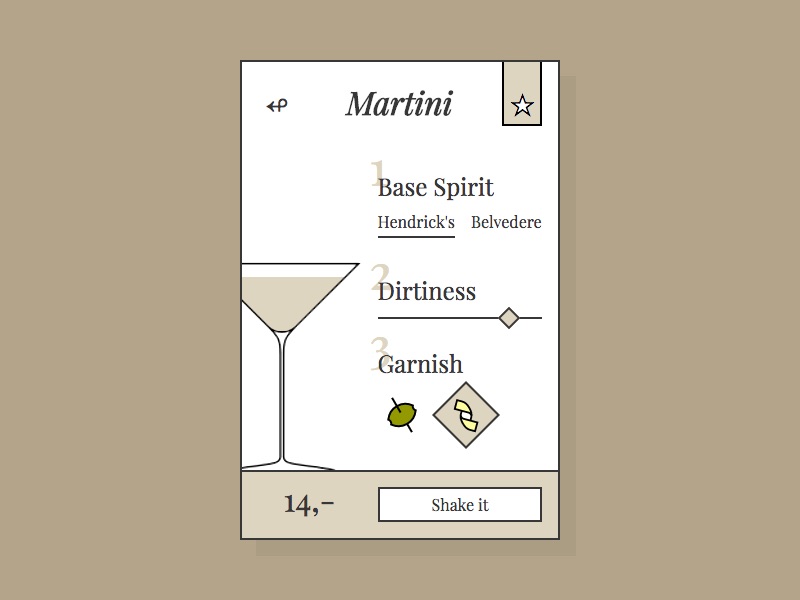 Martini
1
Base Spirit
Hendrick's Belvedere
2
Dirtiness
3
Garnish
14,- Shake it